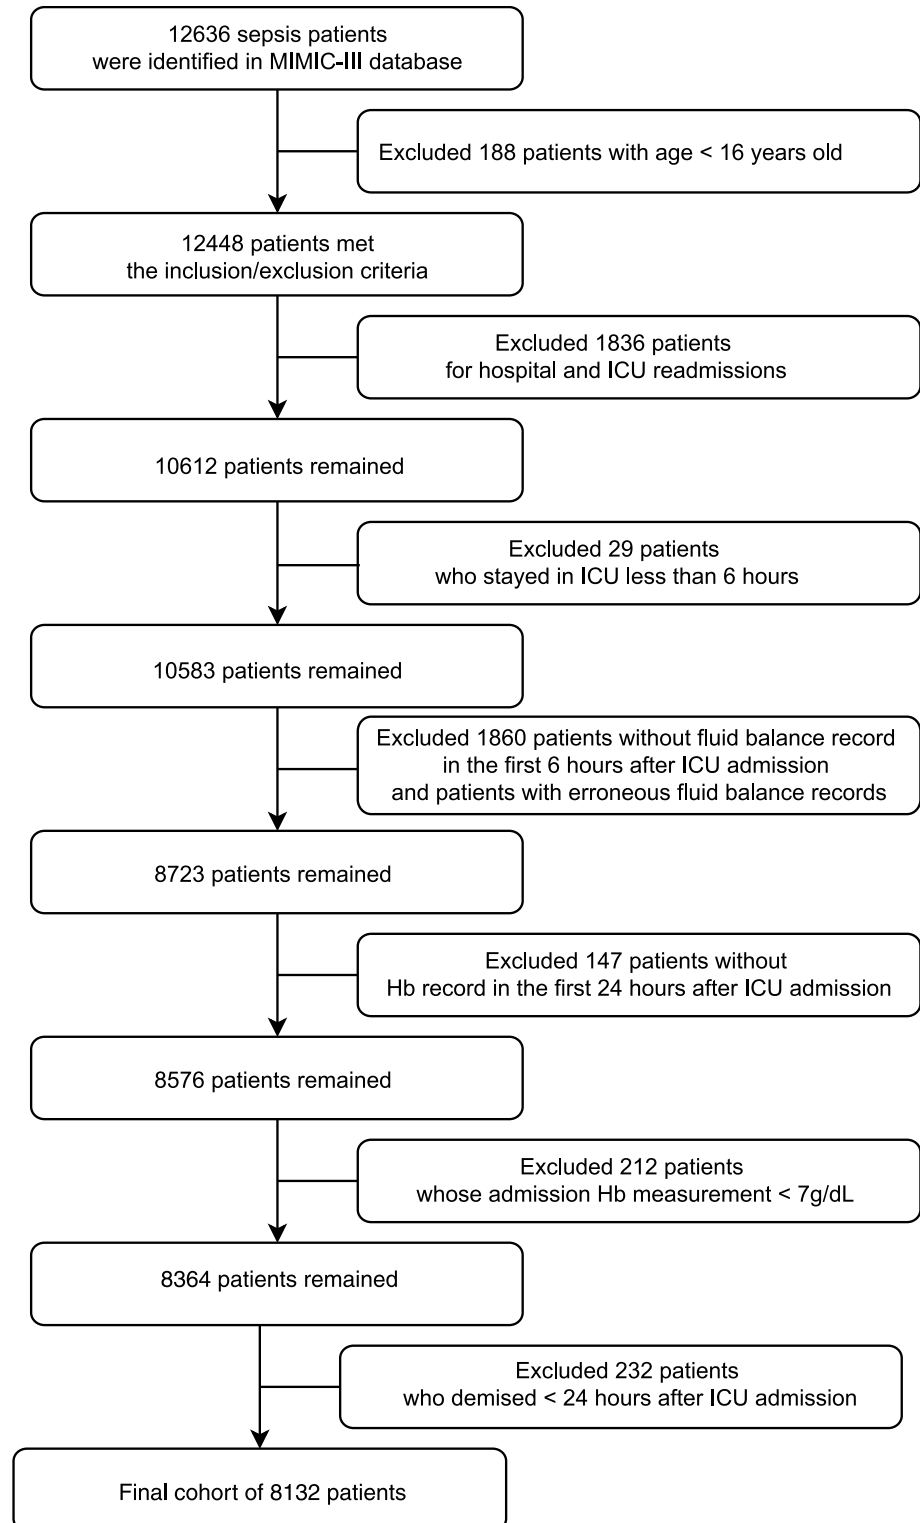 12636 sepsis patients
were identified in MIMIC-III database
Excluded 188 patients with age < 16 years old
12448 patients met
the inclusion/exclusion criteria
Excluded 1836 patients
for hospital and ICU readmissions
10612 patients remained
Excluded 29 patients
who stayed in ICU less than 6 hours
10583 patients remained
Excluded 1860 patients without fluid balance record
in the first 6 hours after ICU admission
and patients with erroneous fluid balance records
8723 patients remained
Excluded 147 patients without
Hb record in the first 24 hours after ICU admission
8576 patients remained
Excluded 212 patients
whose admission Hb measurement < 7g/dL
8364 patients remained
Excluded 232 patients
who demised < 24 hours after ICU admission
Final cohort of 8132 patients